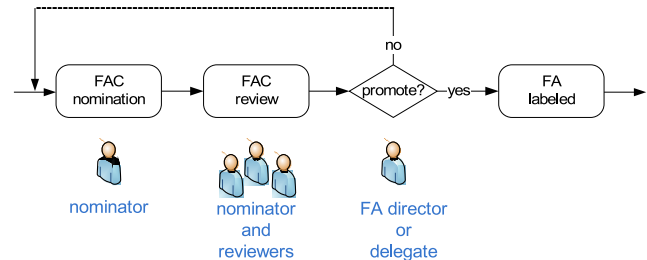 no
FAC
nomination
FAC
review
promote?
yes
FA
labeled
nominator
nominator
and
reviewers
FA director
or
delegate